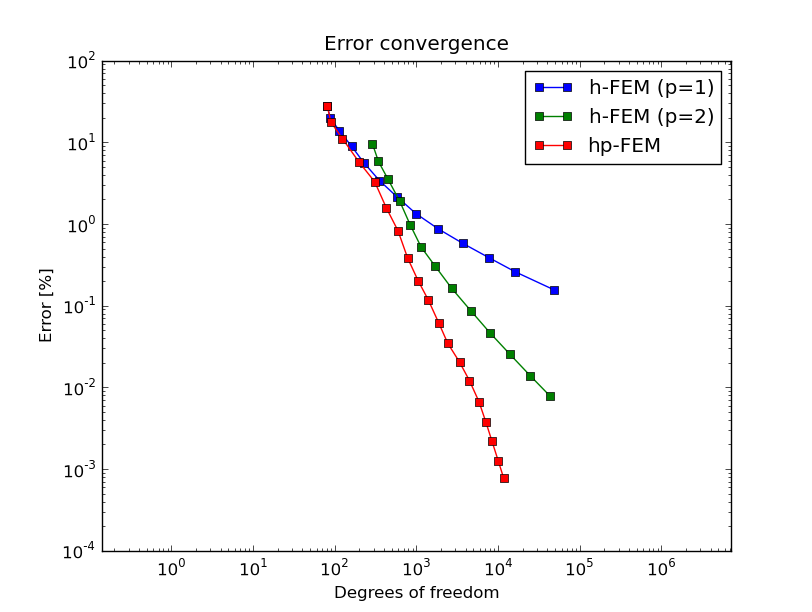 Error convergence
h-FEM (p=1)
h-FEM (p=2)
hp-FEM
Error [%]
10^2
10^1
10^0
10^-1
10^-2
10^-3
10^-4
10^0 10^1 10^2 10^3 10^4 10^5 10^6
Degrees of freedom